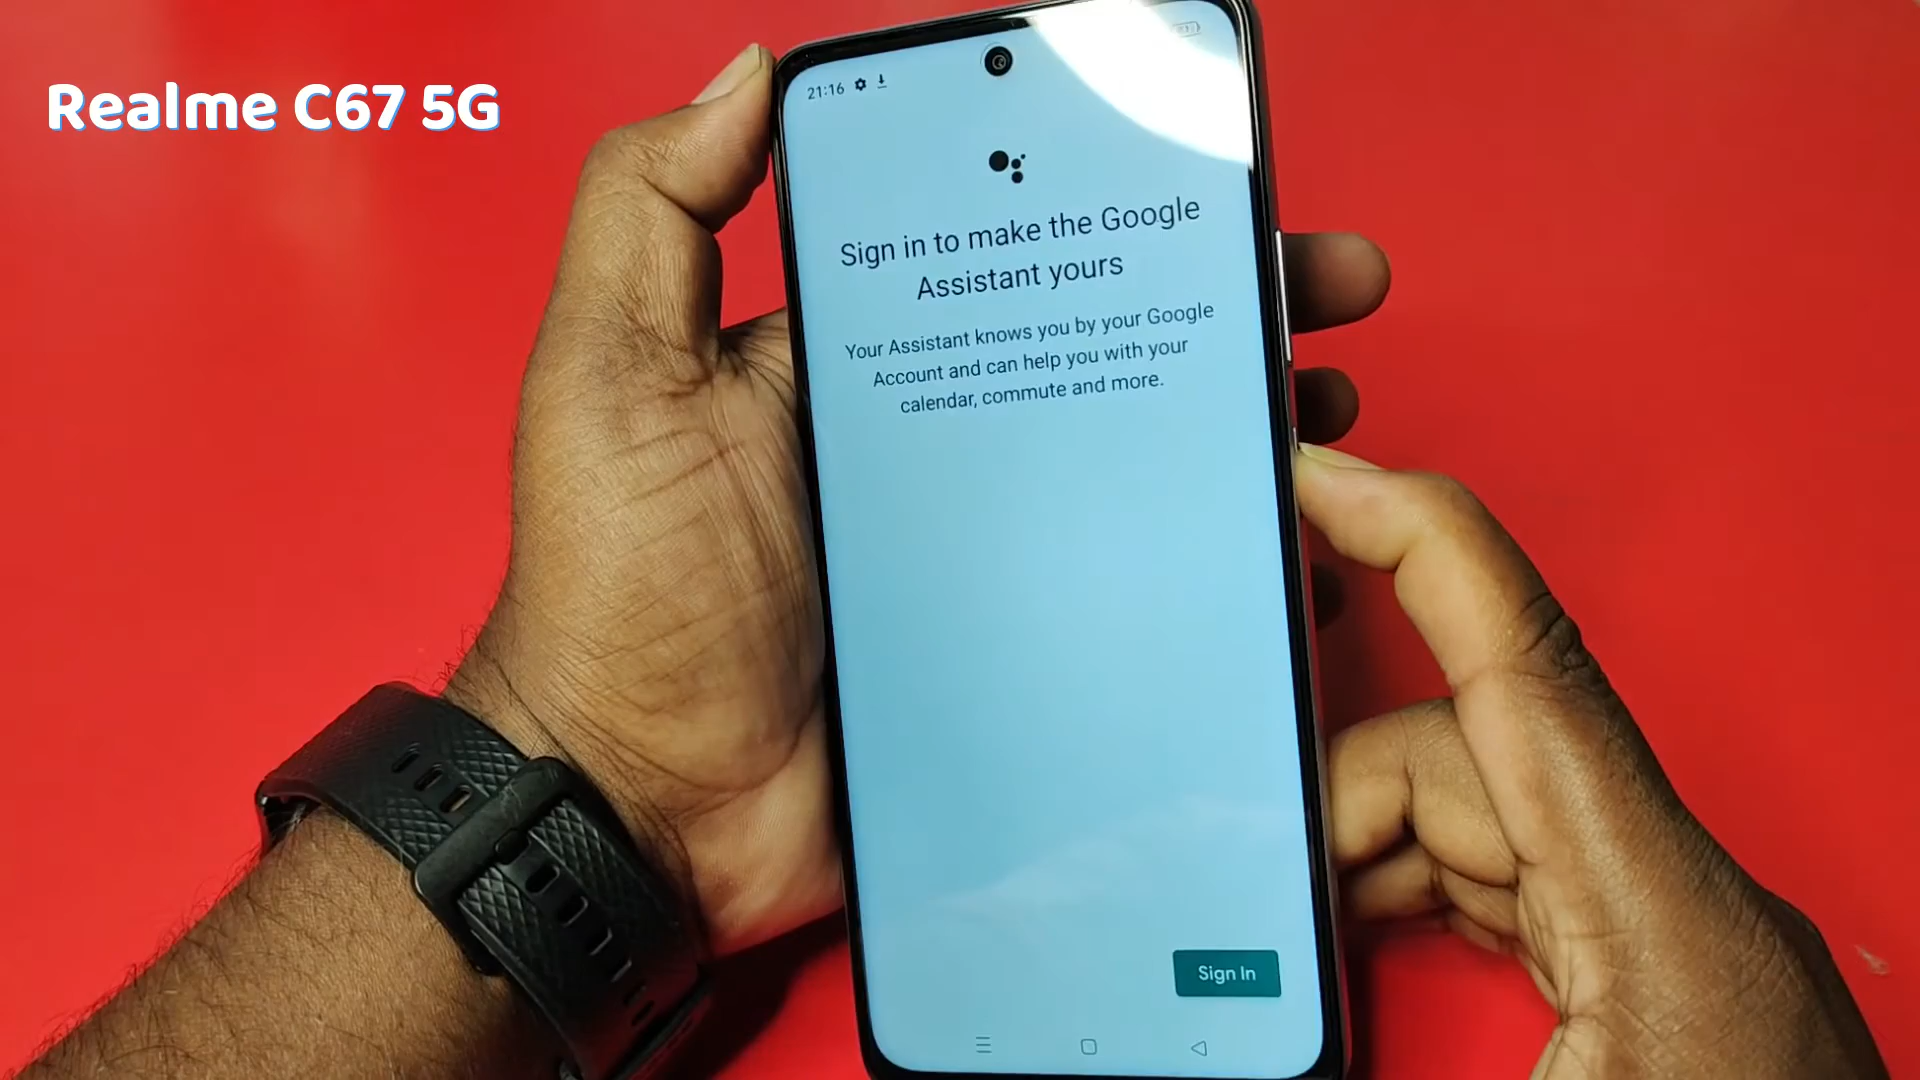 Realme C67 5G
21:16
Sign in to make the Google
Assistant yours
Your Assistant knows you by your Google
Account and can help you with your
calendar, commute and more.
Sign In